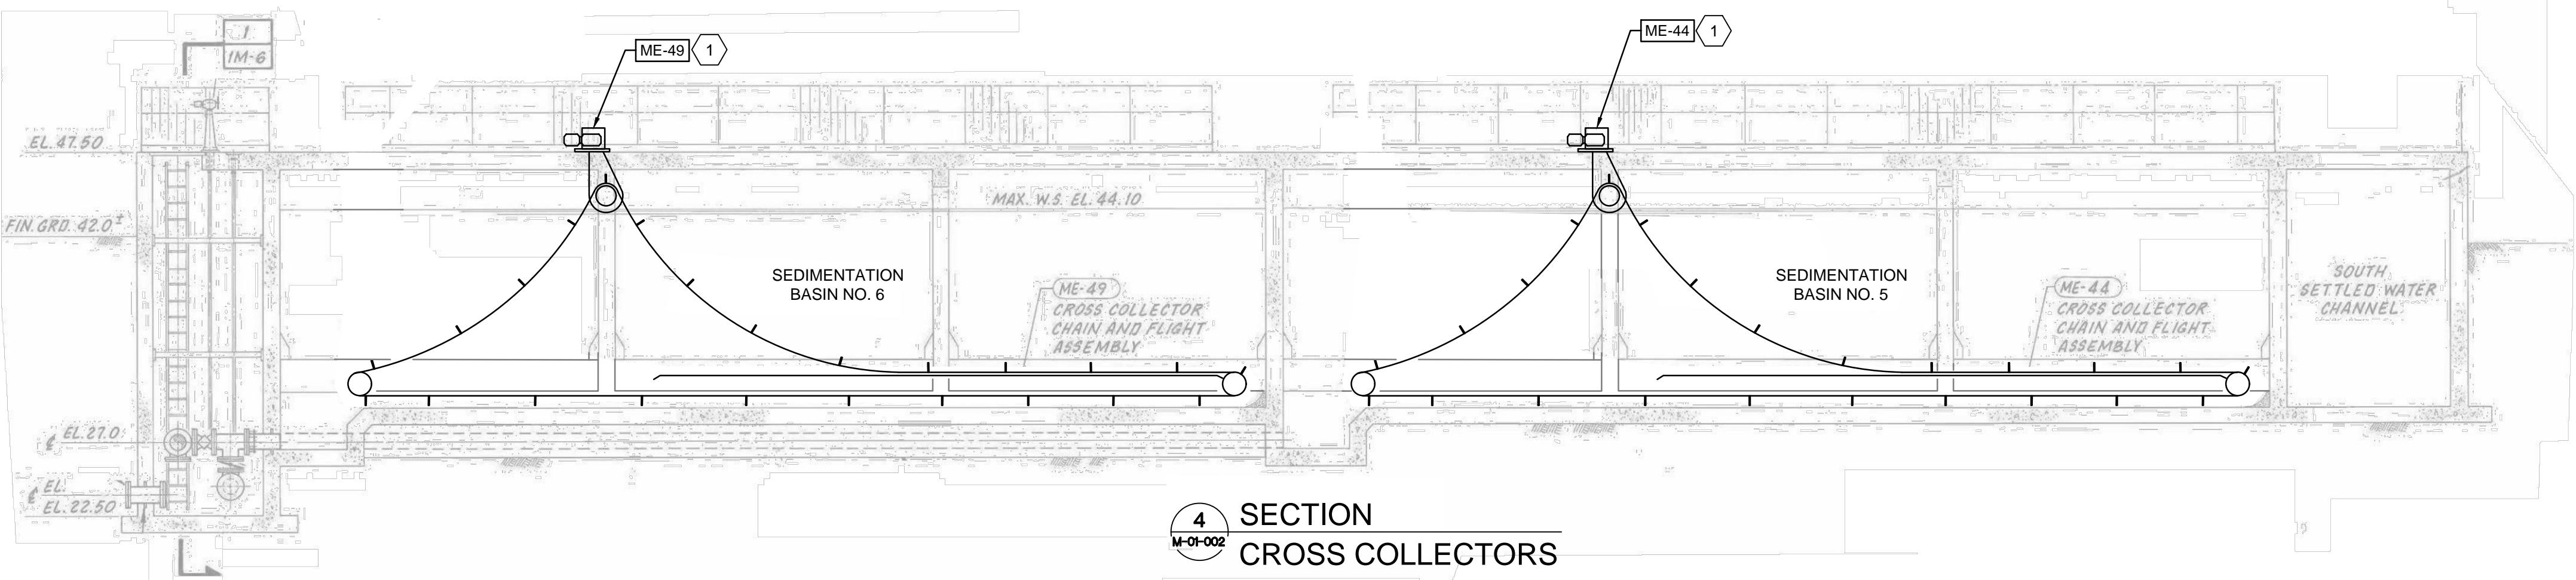 1
1M-6
ME-49 1
ME-44 1
EL. 47.50
MAX. W.S. EL. 44.10
FIN. GRD. 42.0±
SEDIMENTATION
BASIN NO. 6
ME-49
CROSS COLLECTOR
CHAIN AND FLIGHT
ASSEMBLY
SEDIMENTATION
BASIN NO. 5
ME-44
CROSS COLLECTOR
CHAIN AND FLIGHT
ASSEMBLY
SOUTH
SETTLED WATER
CHANNEL
℄ EL. 27.0
℄ EL.
EL. 22.50
4
M-01-002
SECTION
CROSS COLLECTORS